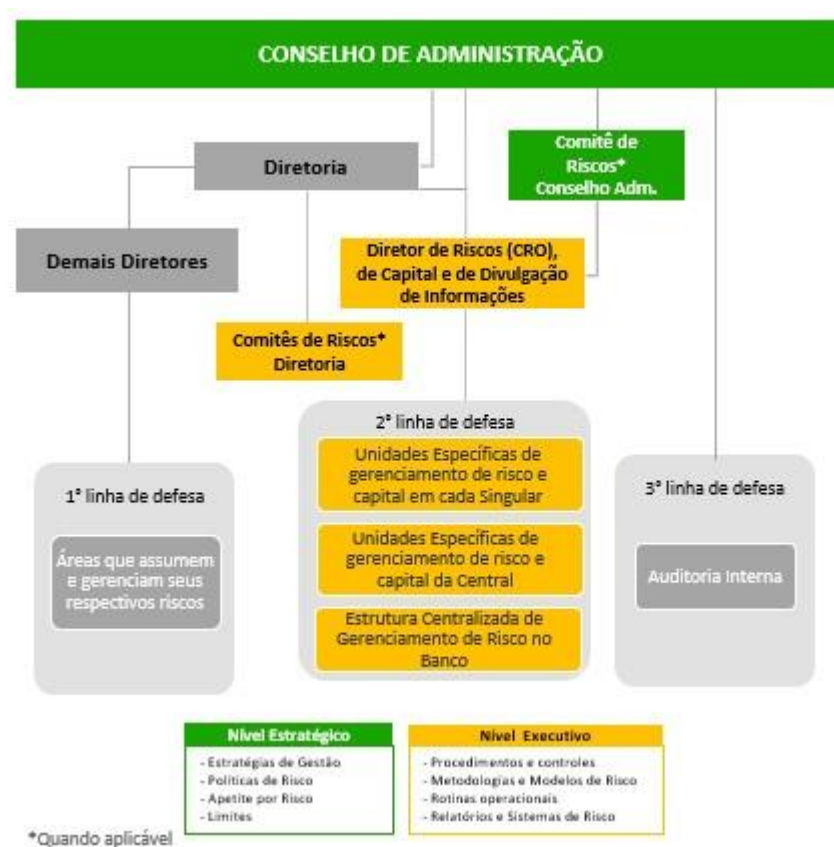 CONSELHO DE ADMINISTRAÇÃO
Diretoria
Comitê de
Riscos*
Conselho Adm.
Demais Diretores
Diretor de Riscos (CRO),
de Capital e de Divulgação
de Informações
Comitês de Riscos*
Diretoria
1ª linha de defesa
Áreas que assumem
e gerenciam seus
respectivos riscos
2ª linha de defesa
Unidades Específicas de
gerenciamento de risco e
capital em cada Singular
Unidades Específicas de
gerenciamento de risco e
capital da Central
Estrutura Centralizada de
Gerenciamento de Risco no
Banco
3ª linha de defesa
Auditoria Interna
Nível Estratégico
- Estratégias de Gestão
- Políticas de Risco
- Apetite por Risco
- Limites
Nível Executivo
- Procedimentos e controles
- Metodologias e Modelos de Risco
- Rotinas operacionais
- Relatórios e Sistemas de Risco
*Quando aplicável